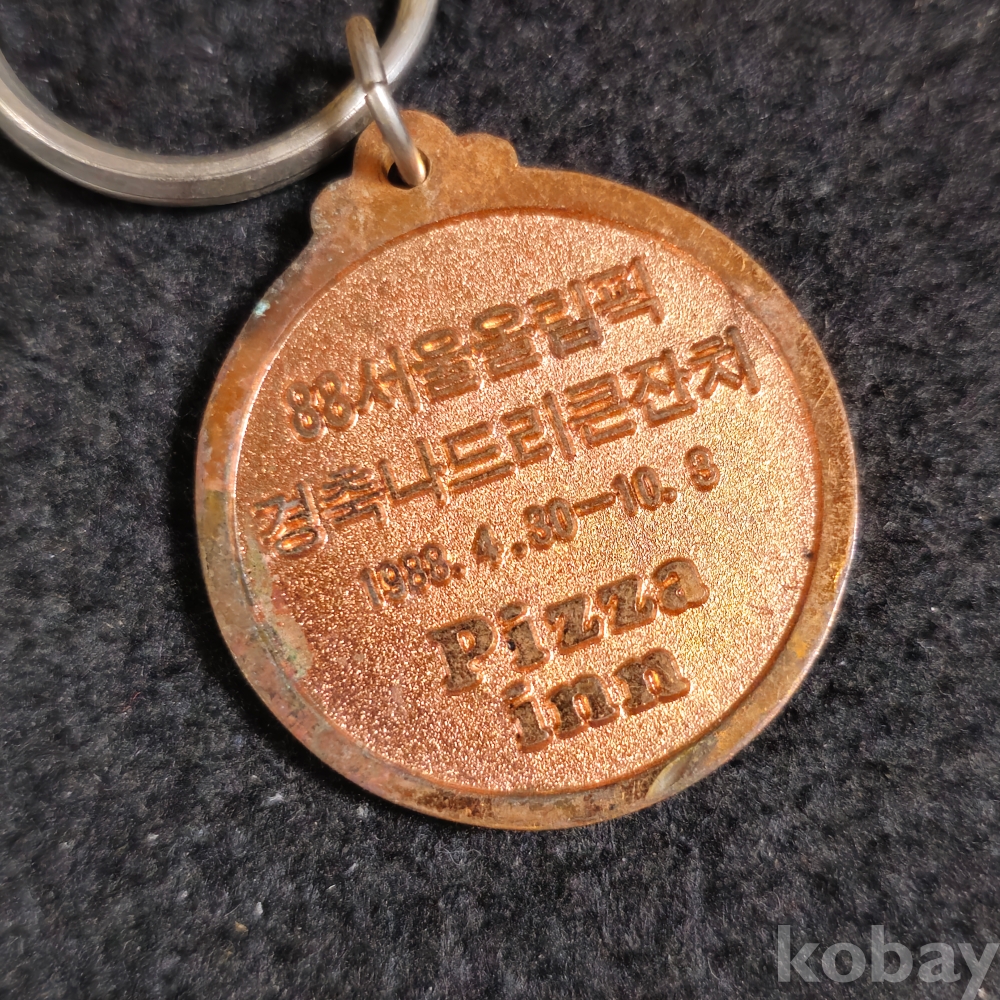 88서울올림픽
경축나드리큰잔치
1988.4.30-10.9
Pizza
inn
kobay